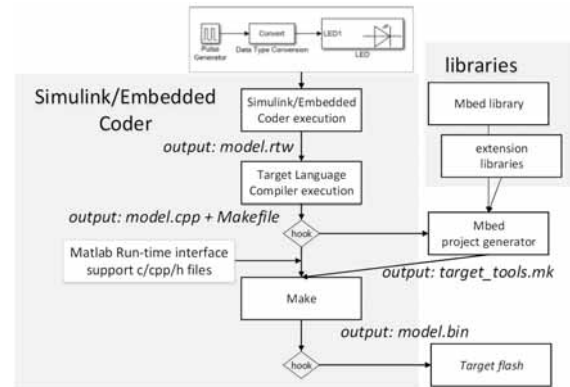 Pulse
Generator
Convert
Data Type Conversion
LED1
LED
Simulink/Embedded
Coder
libraries
Mbed library
extension
libraries
Simulink/Embedded
Coder execution
output: model.rtw
Target Language
Compiler execution
output: model.cpp + Makefile
hook
Mbed
project generator
Matlab Run-time interface
support c/cpp/h files
output: target_tools.mk
Make
output: model.bin
hook
Target flash